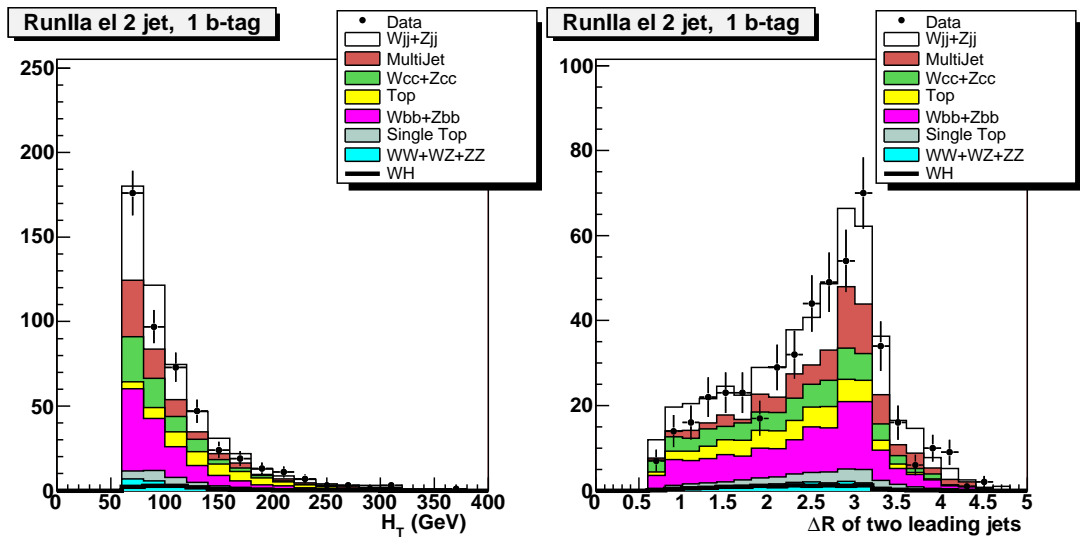 RunIIa el 2 jet, 1 b-tag
Data
Wjj+Zjj
MultiJet
Wcc+Zcc
Top
Wbb+Zbb
Single Top
WW+WZ+ZZ
WH
250
200
150
100
50
0
0 50 100 150 200 250 300 350 400
H_T (GeV)
RunIIa el 2 jet, 1 b-tag
Data
Wjj+Zjj
MultiJet
Wcc+Zcc
Top
Wbb+Zbb
Single Top
WW+WZ+ZZ
WH
100
80
60
40
20
0
0 0.5 1 1.5 2 2.5 3 3.5 4 4.5 5
ΔR of two leading jets